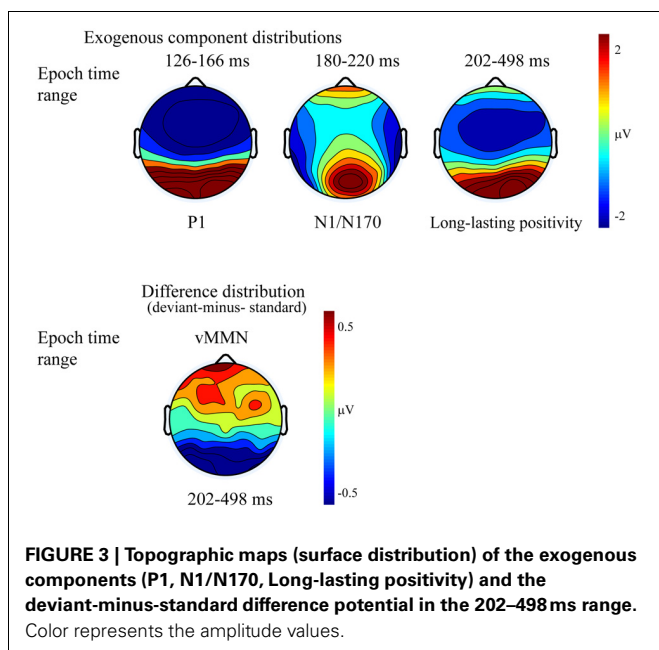 Exogenous component distributions
Epoch time range
126-166 ms
180-220 ms
202-498 ms
2
μV
-2
P1
N1/N170
Long-lasting positivity
Difference distribution
(deviant-minus- standard)
Epoch time range
vMMN
0.5
μV
-0.5
202-498 ms
FIGURE 3 | Topographic maps (surface distribution) of the exogenous
components (P1, N1/N170, Long-lasting positivity) and the
deviant-minus-standard difference potential in the 202–498 ms range.
Color represents the amplitude values.